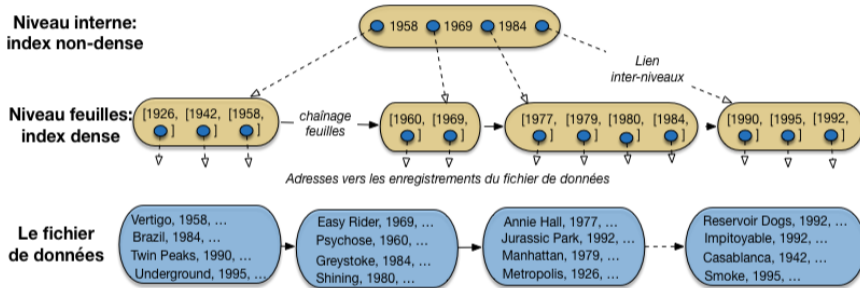 Niveau interne:
index non-dense
1958 1969 1984
Lien
inter-niveaux
Niveau feuilles:
index dense
[1926, [1942, [1958,
] ] ]
chaînage
feuilles
[1960, [1969,
] ]
[1977, [1979, [1980, [1984,
] ] ] ]
[1990, [1995, [1992,
] ] ]
Adresses vers les enregistrements du fichier de données
Le fichier
de données
Vertigo, 1958, ...
Brazil, 1984, ...
Twin Peaks, 1990, ...
Underground, 1995, ...
Easy Rider, 1969, ...
Psychose, 1960, ...
Greystoke, 1984, ...
Shining, 1980, ...
Annie Hall, 1977, ...
Jurassic Park, 1992, ...
Manhattan, 1979, ...
Metropolis, 1926, ...
Reservoir Dogs, 1992, ...
Impitoyable, 1992, ...
Casablanca, 1942, ...
Smoke, 1995, ...